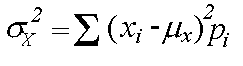 σ_X^2 = ∑ (x_i - μ_x)^2 p_i